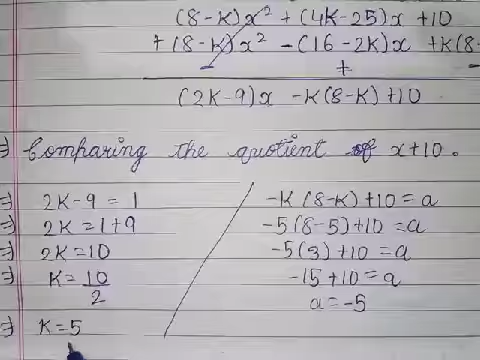 (8-K)x² + (4K-25)x +10
+(8-K)x² -(16-2K)x +K(8-
- + -
(2K-9)x -K(8-K)+10
⇒ Comparing the quotient of x+10.
⇒ 2K-9=1
⇒ 2K=1+9
⇒ 2K=10
⇒ K=10/2
⇒ K=5
-K(8-K)+10=a
-5(8-5)+10=a
-5(3)+10=a
-15+10=a
a=-5